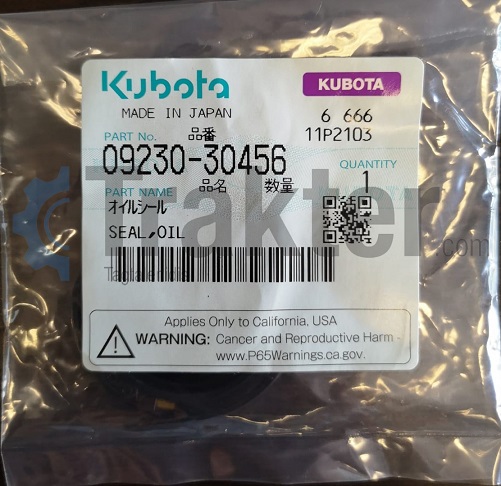 Kubota KUBOTA
MADE IN JAPAN 6 666
PART No. 品番 11P2103
09230-30456 QUANTITY
品名 数量 1
PART NAME
オイルシール
SEAL,OIL
Trakter.com
Applies Only to California, USA
WARNING: Cancer and Reproductive Harm -
www.P65Warnings.ca.gov.